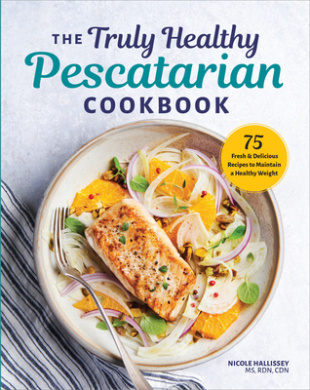 THE Truly Healthy
Pescatarian
COOKBOOK
75
Fresh & Delicious
Recipes to Maintain
a Healthy Weight
NICOLE HALLISSEY
MS, RDN, CDN